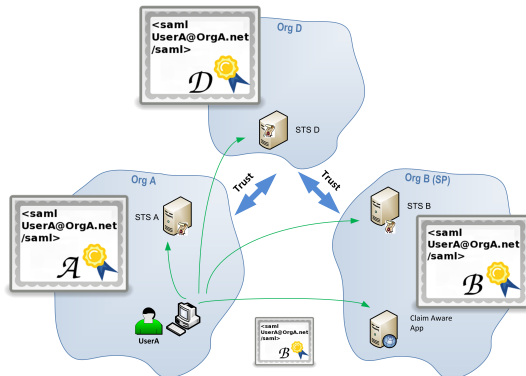 Org D
<saml
UserA@OrgA.net
/saml>
D
STS D
Trust
Trust
Org A
Org B (SP)
<saml
UserA@OrgA.net
/saml>
A
STS A
STS B
<saml
UserA@OrgA.net
/saml>
B
UserA
<saml
UserA@OrgA.net
/saml>
B
Claim Aware
App